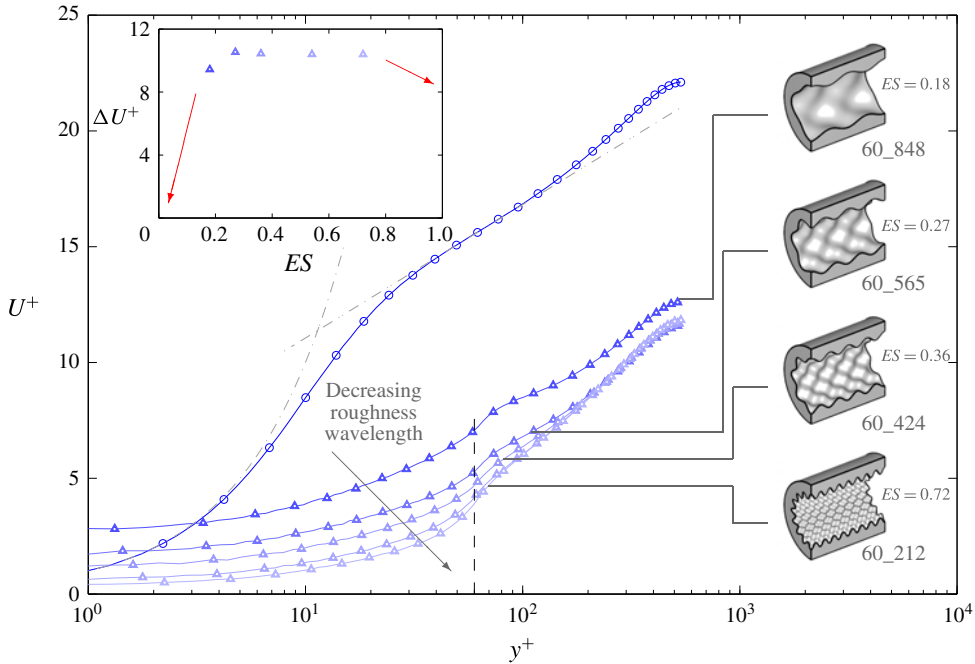 25
20
15
10
5
0
U⁺
10⁰
10¹
10²
10³
10⁴
y⁺
12
8
4
0
ΔU⁺
0.2
0.4
0.6
0.8
1.0
ES
Decreasing
roughness
wavelength
ES = 0.18
60_848
ES = 0.27
60_565
ES = 0.36
60_424
ES = 0.72
60_212